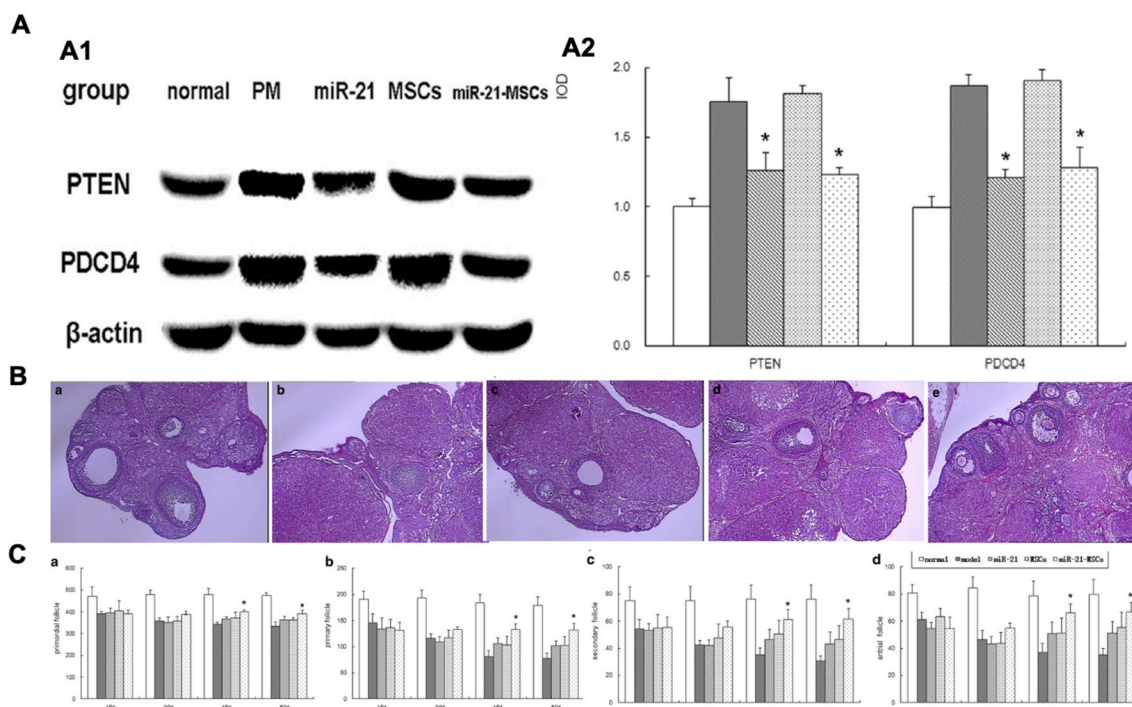 A
A1
A2
group normal PM miR-21 MSCs miR-21-MSCs
PTEN
PDCD4
β-actin
IOD
2.0
1.5
1.0
0.5
0.0
PTEN PDCD4
B
a b c d e
C
a
primordial follicle
500
400
300
200
100
0
b
primary follicle
250
200
150
100
50
0
c
secondary follicle
100
80
60
40
20
0
d
normal model miR-21 MSCs miR-21-MSCs
antrial follicle
100
80
60
40
20
0